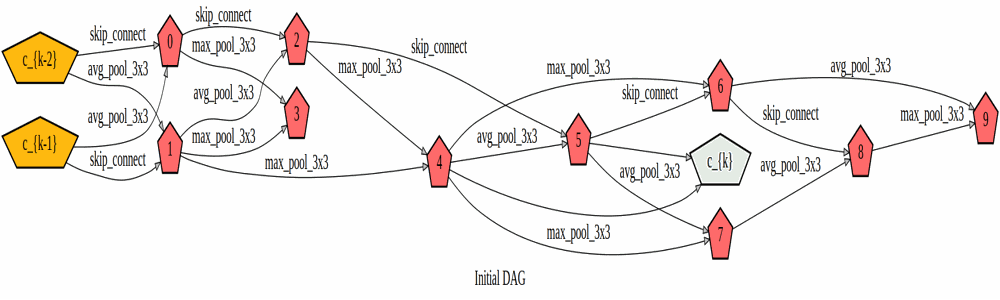 skip_connect
skip_connect
0
2
max_pool_3x3
skip_connect
c_{k-2}
avg_pool_3x3
max_pool_3x3
max_pool_3x3
avg_pool_3x3
6
skip_connect
avg_pool_3x3
3
skip_connect
max_pool_3x3
9
avg_pool_3x3
max_pool_3x3
avg_pool_3x3
5
c_{k-1}
1
skip_connect
max_pool_3x3
4
c_{k}
8
avg_pool_3x3
avg_pool_3x3
max_pool_3x3
7
Initial DAG